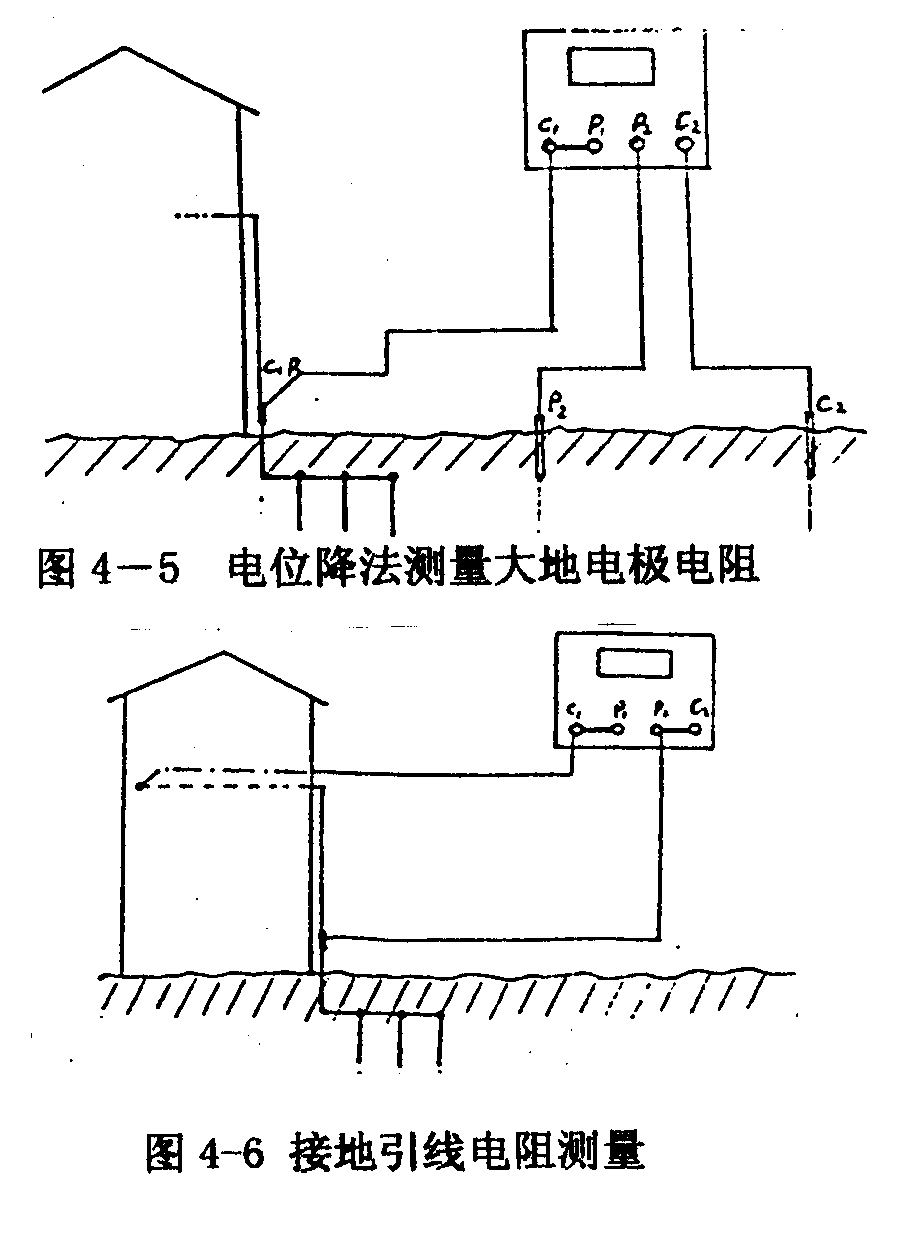 C₁ P₁ P₂ C₂
C₁P₁
P₂
C₂
图 4—5 电位降法测量大地电极电阻
C₁ P₁ P₂ C₂
图 4-6 接地引线电阻测量